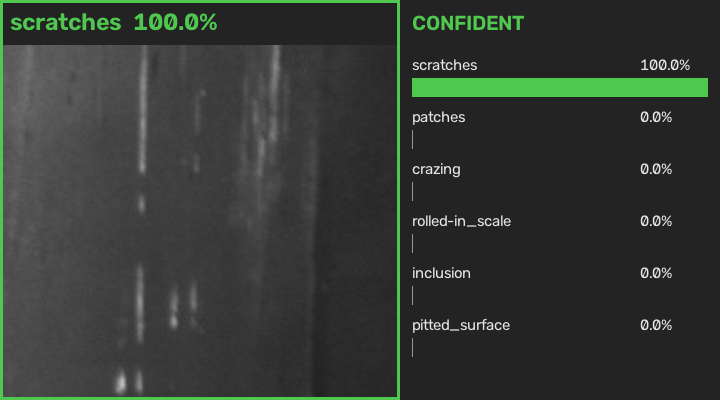 scratches 100.0%
CONFIDENT
scratches 100.0%
patches 0.0%
crazing 0.0%
rolled-in_scale 0.0%
inclusion 0.0%
pitted_surface 0.0%